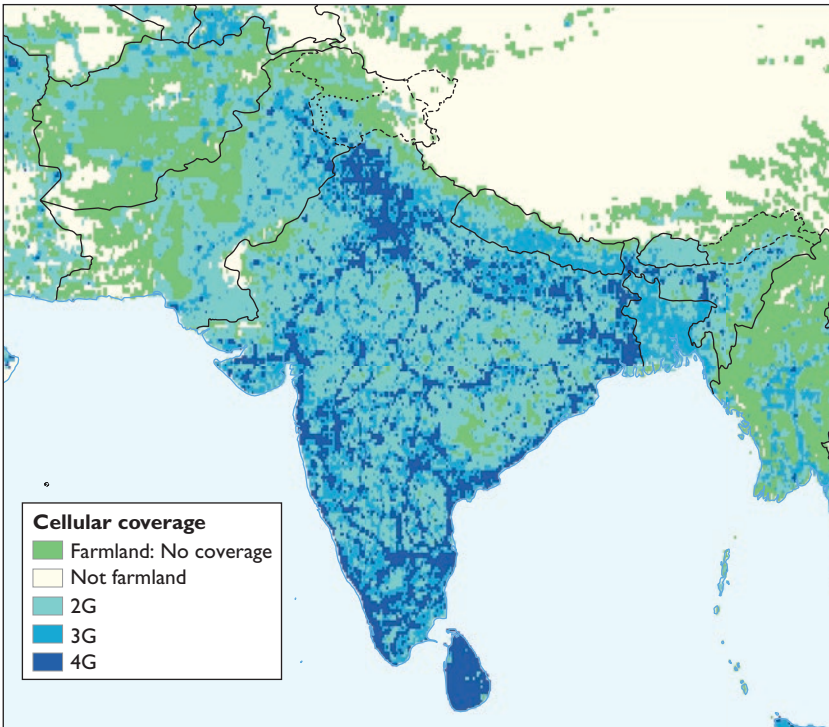 Cellular coverage
Farmland: No coverage
Not farmland
2G
3G
4G